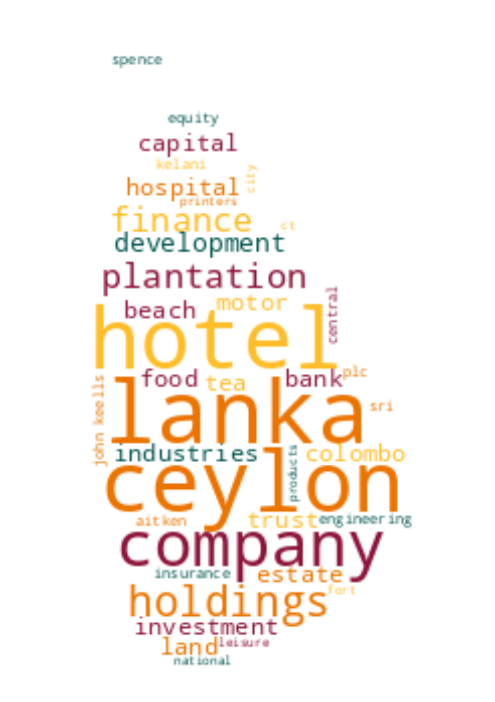 spence
equity
capital
kelani
city
hospital
printers
finance
ct
development
plantation
central
beach
motor
hotel
food
tea
bank
plc
john keells
lanka
sri
industries
products
colombo
ceylon
aitken
trust
engineering
company
insurance
estate
holdings
fort
investment
land
leisure
national